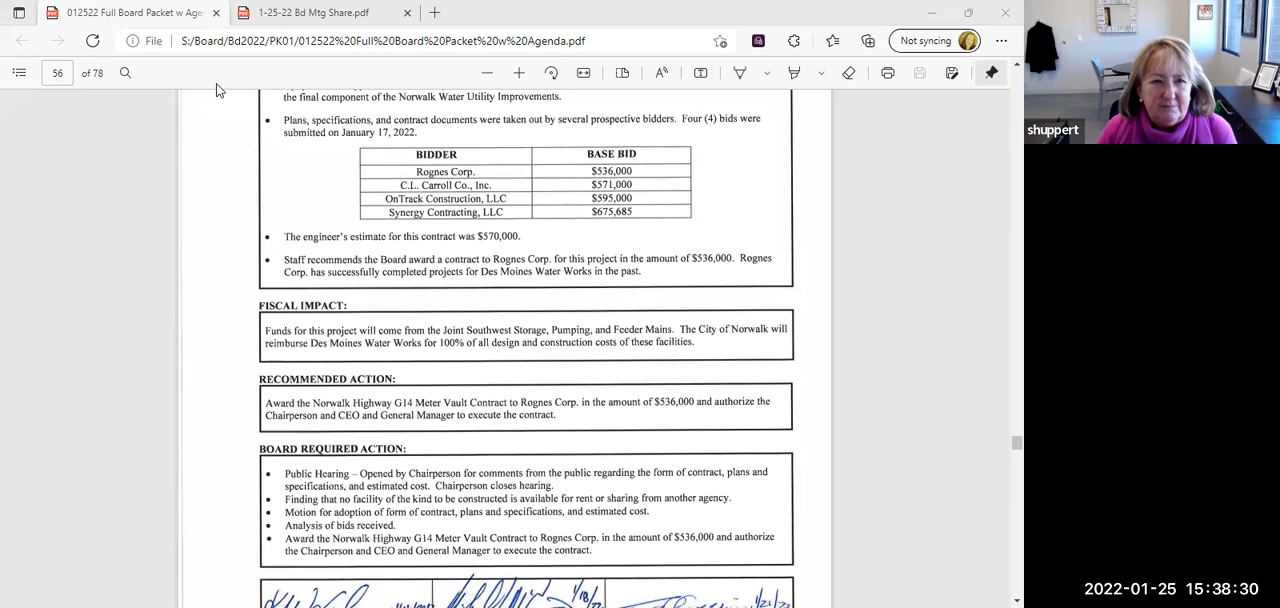 012522 Full Board Packet w Age
1-25-22 Bd Mtg Share.pdf
File S:/Board/Bd2022/PK01/012522%20Full%20Board%20Packet%20w%20Agenda.pdf
Not syncing
56 of 78
shuppert
the final component of the Norwalk Water Utility Improvements.
• Plans, specifications, and contract documents were taken out by several prospective bidders. Four (4) bids were
submitted on January 17, 2022.
BIDDER BASE BID
Rognes Corp. $536,000
C.L. Carroll Co., Inc. $571,000
OnTrack Construction, LLC $595,000
Synergy Contracting, LLC $675,685
• The engineer's estimate for this contract was $570,000.
• Staff recommends the Board award a contract to Rognes Corp. for this project in the amount of $536,000. Rognes
Corp. has successfully completed projects for Des Moines Water Works in the past.
FISCAL IMPACT:
Funds for this project will come from the Joint Southwest Storage, Pumping, and Feeder Mains. The City of Norwalk will
reimburse Des Moines Water Works for 100% of all design and construction costs of these facilities.
RECOMMENDED ACTION:
Award the Norwalk Highway G14 Meter Vault Contract to Rognes Corp. in the amount of $536,000 and authorize the
Chairperson and CEO and General Manager to execute the contract.
BOARD REQUIRED ACTION:
• Public Hearing – Opened by Chairperson for comments from the public regarding the form of contract, plans and
specifications, and estimated cost. Chairperson closes hearing.
• Finding that no facility of the kind to be constructed is available for rent or sharing from another agency.
• Motion for adoption of form of contract, plans and specifications, and estimated cost.
• Analysis of bids received.
• Award the Norwalk Highway G14 Meter Vault Contract to Rognes Corp. in the amount of $536,000 and authorize
the Chairperson and CEO and General Manager to execute the contract.
2022-01-25 15:38:30